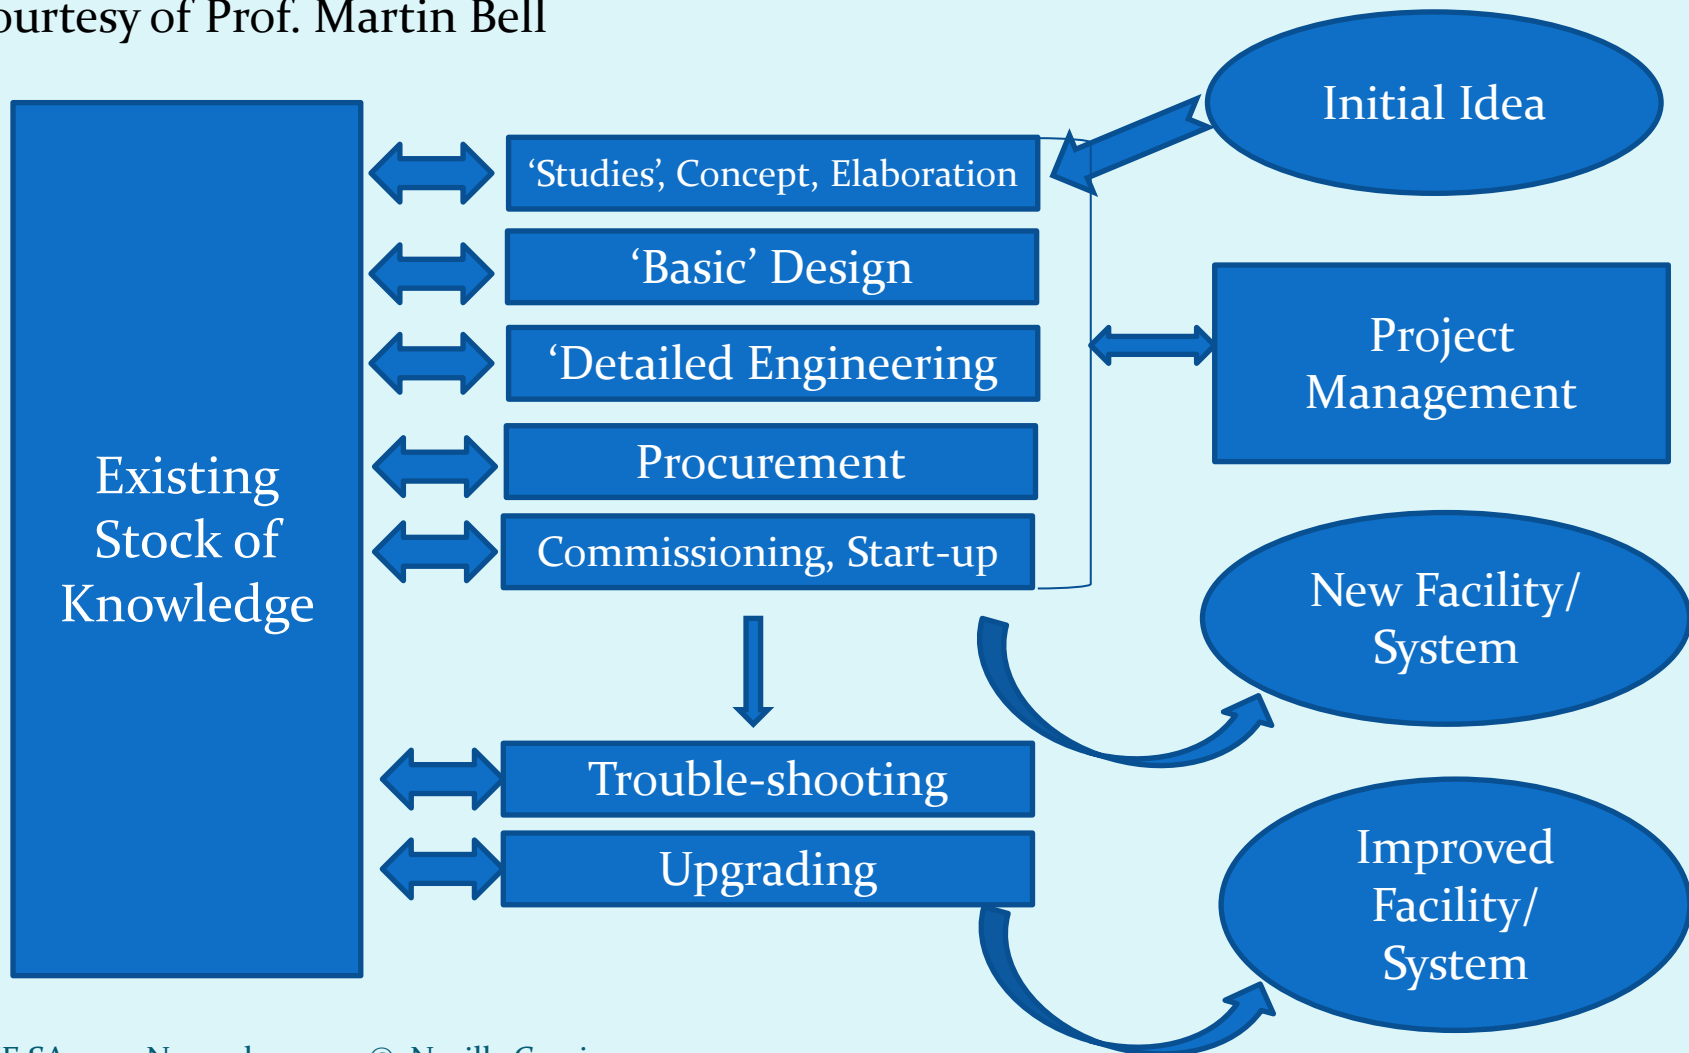 ourtesy of Prof. Martin Bell
Initial Idea
‘Studies’, Concept, Elaboration
‘Basic’ Design
‘Detailed Engineering
Procurement
Commissioning, Start-up
Project
Management
Existing
Stock of
Knowledge
New Facility/
System
Trouble-shooting
Upgrading
Improved
Facility/
System